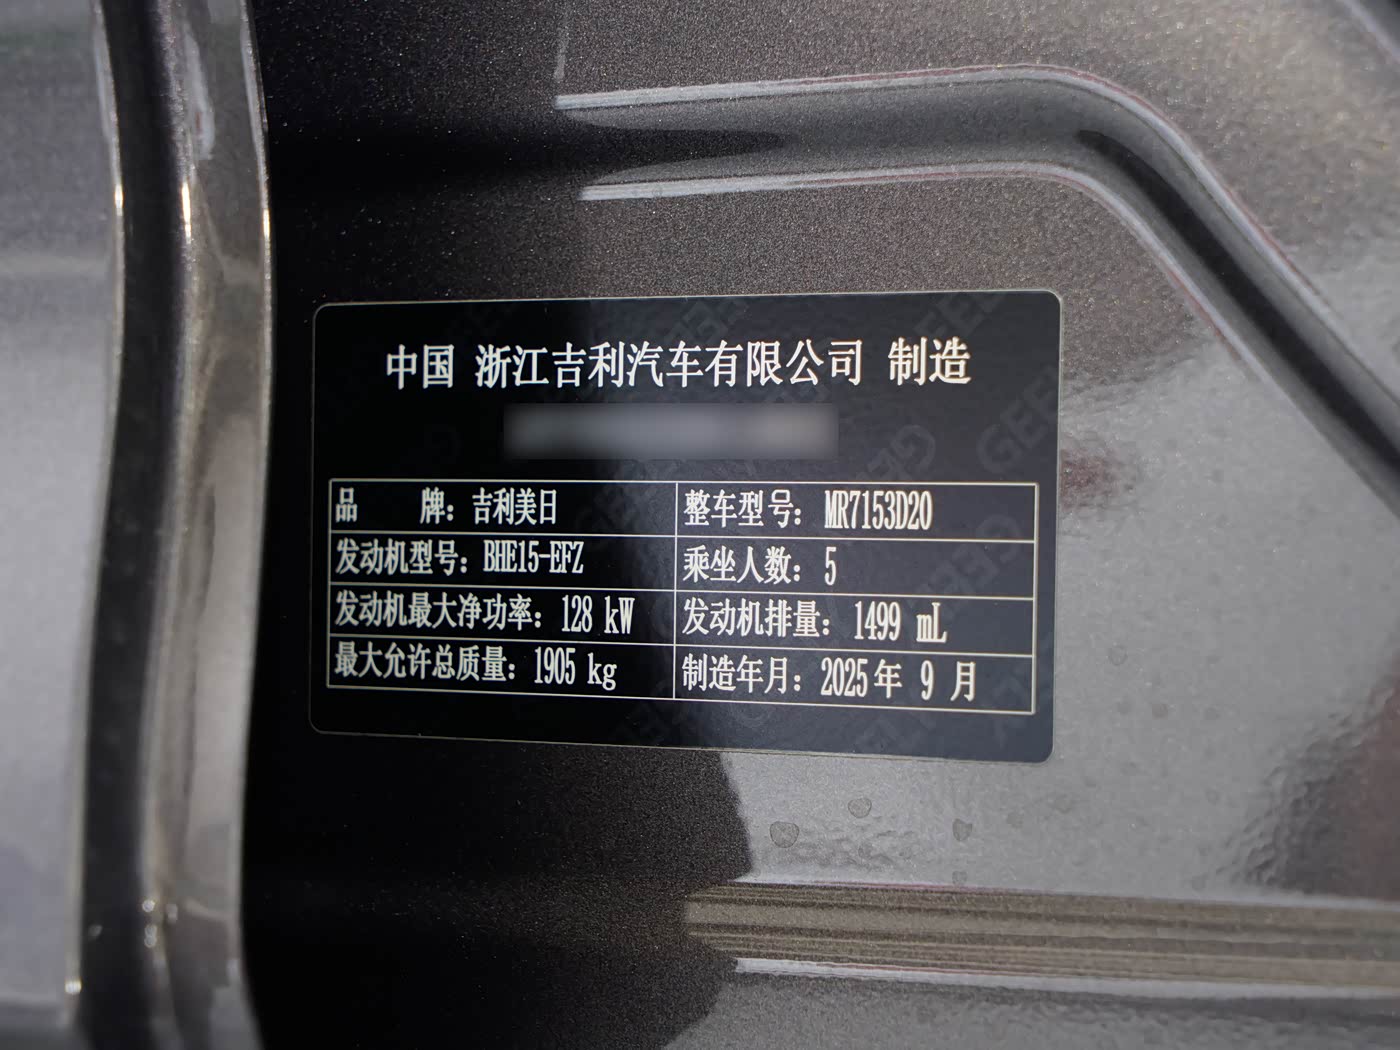 中国 浙江吉利汽车有限公司 制造
品 牌：吉利美日 整车型号：MR7153D20
发动机型号：BHE15-EFZ 乘坐人数：5
发动机最大净功率：128 kW 发动机排量：1499 mL
最大允许总质量：1905 kg 制造年月：2025年 9 月